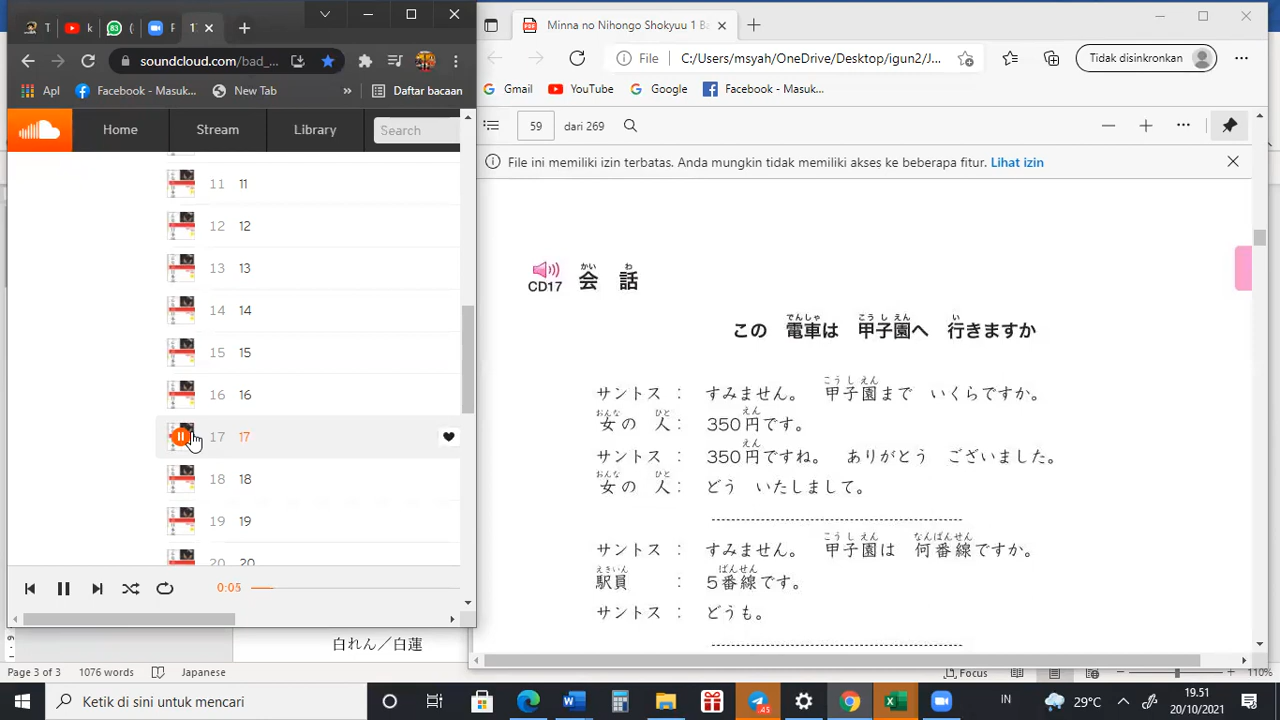 T
k
(
F
1
soundcloud.com/oad_...
Apl
Facebook - Masuk...
New Tab
»
Daftar bacaan
Home
Stream
Library
Search
11 11
12 12
13 13
14 14
15 15
16 16
17 17
18 18
19 19
20 20
0:05
白れん／白蓮
Page 3 of 3
1076 words
Japanese
Minna no Nihongo Shokyuu 1 Ba
File
C:/Users/msyah/OneDrive/Desktop/igun2/J...
Tidak disinkronkan
Gmail
YouTube
Google
Facebook - Masuk...
59
dari 269
File ini memiliki izin terbatas. Anda mungkin tidak memiliki akses ke beberapa fitur. Lihat izin
CD17
かい わ
会 話
でんしゃ こうしえん い
この 電車は 甲子園へ 行きますか
こうしえん
サントス： すみません。 甲子園まで いくらですか。
おんな ひと えん
女の 人： 350円です。
えん
サントス： 350円ですね。 ありがとう ございました。
おんな ひと
女の 人： どう いたしまして。
こうしえん なんばんせん
サントス： すみません。 甲子園は 何番線ですか。
えきいん ばんせん
駅員： 5番線です。
サントス： どうも。
Focus
110%
Ketik di sini untuk mencari
45
IN
29°C
19.51
20/10/2021